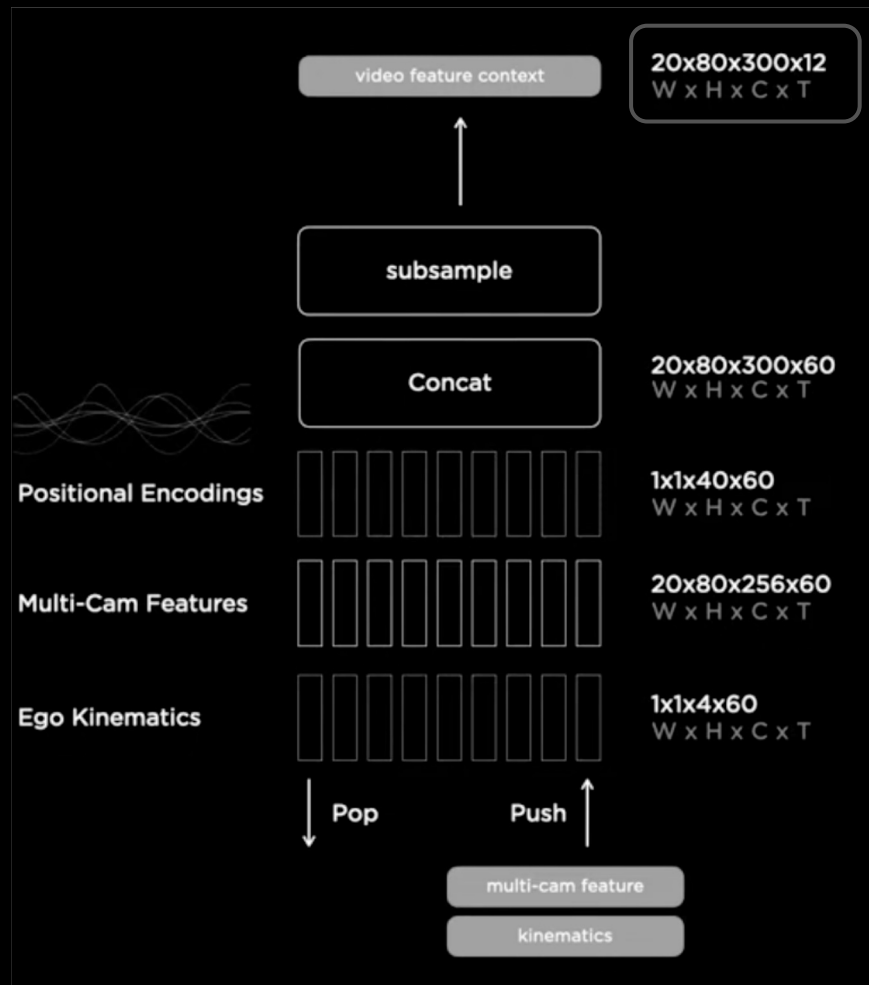 video feature context
20x80x300x12
W x H x C x T
subsample
Concat
20x80x300x60
W x H x C x T
Positional Encodings
1x1x40x60
W x H x C x T
Multi-Cam Features
20x80x256x60
W x H x C x T
Ego Kinematics
1x1x4x60
W x H x C x T
Pop
Push
multi-cam feature
kinematics